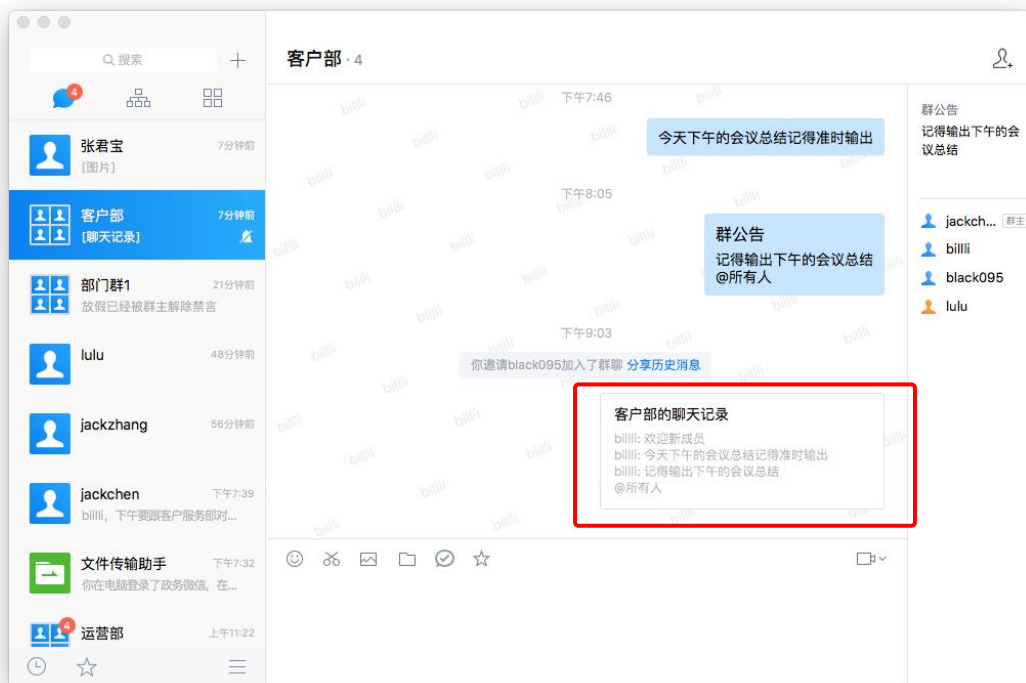 搜索
4
张君宝
7分钟前
[图片]
客户部
7分钟前
[聊天记录]
部门群1
21分钟前
放假已经被群主解除禁言
lulu
48分钟前
jackzhang
56分钟前
jackchen
下午7:39
billli，下午要跟客户服务部对...
文件传输助手
下午7:32
你在电脑登录了政务微信，在...
4
运营部
上午11:22
客户部 · 4
下午7:46
今天下午的会议总结记得准时输出
下午8:05
群公告
记得输出下午的会议总结
@所有人
下午9:03
你邀请black095加入了群聊 分享历史消息
客户部的聊天记录
billli: 欢迎新成员
billli: 今天下午的会议总结记得准时输出
billli: 记得输出下午的会议总结
@所有人
群公告
记得输出下午的会
议总结
jackch... 群主
billli
black095
lulu
billli